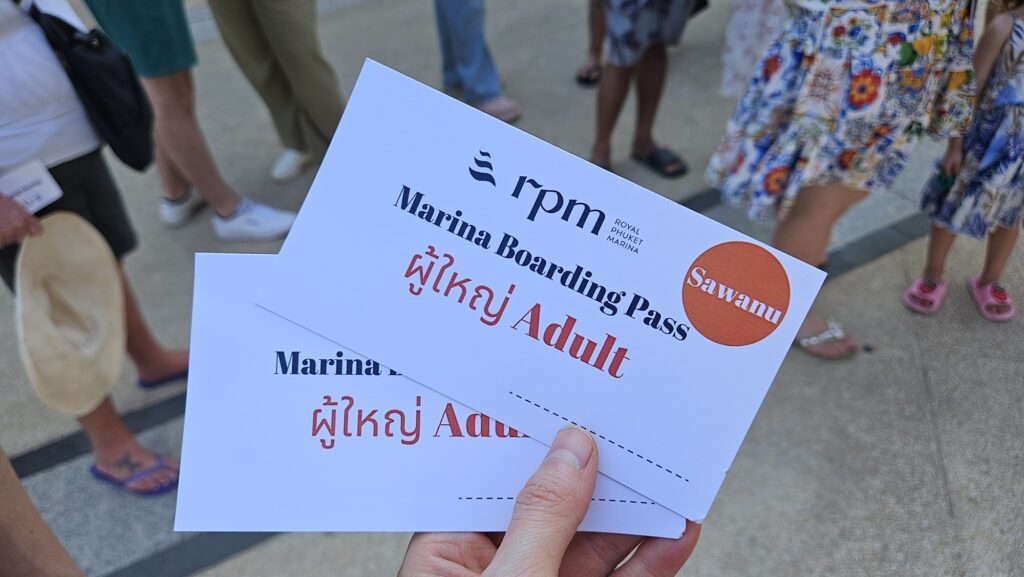 rpm
ROYAL
PHUKET
MARINA
Marina Boarding Pass
ผู้ใหญ่ Adult
Sawanu
Marina
ผู้ใหญ่ Adu